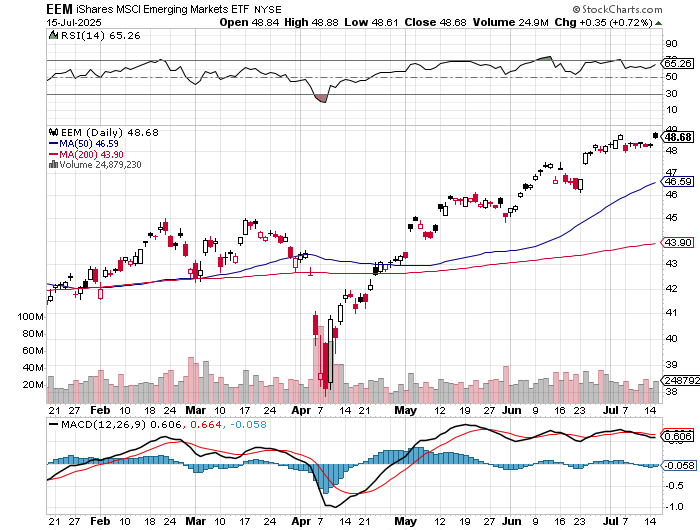 EEM iShares MSCI Emerging Markets ETF NYSE © StockCharts.com
15-Jul-2025 Open 48.84 High 48.88 Low 48.61 Close 48.68 Volume 24.9M Chg +0.35 (+0.72%)
RSI(14) 65.26
90
70
65.26
50
30
10
EEM (Daily) 48.68
MA(50) 46.59
MA(200) 43.90
Volume 24,879,230
49
48.68
48
47
46.59
46
45
44
43.90
43
42
41
40
39
38
100M
80M
60M
40M
20M
248792
21 27 Feb 10 18 24 Mar 10 17 24 Apr 7 14 21 May 12 19 27 Jun 9 16 23 Jul 7 14
MACD(12,26,9) 0.606, 0.664, -0.058
0.606
-0.058
-0.5
-1.0
21 27 Feb 10 18 24 Mar 10 17 24 Apr 7 14 21 May 12 19 27 Jun 9 16 23 Jul 7 14